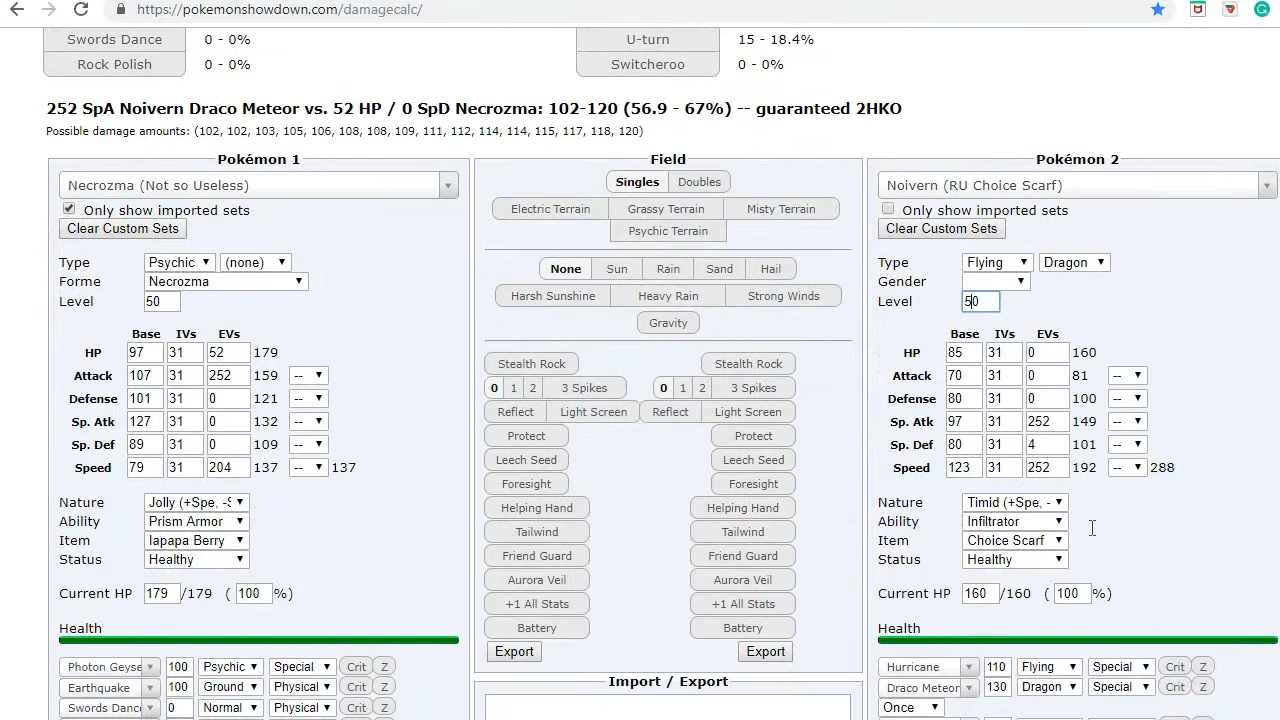 https://pokemonshowdown.com/damagecalc/
Swords Dance 0 - 0% U-turn 15 - 18.4%
Rock Polish 0 - 0% Switcheroo 0 - 0%
252 SpA Noivern Draco Meteor vs. 52 HP / 0 SpD Necrozma: 102-120 (56.9 - 67%) -- guaranteed 2HKO
Possible damage amounts: (102, 102, 103, 105, 106, 108, 108, 109, 111, 112, 114, 114, 115, 117, 118, 120)
Pokémon 1
Necrozma (Not so Useless)
Only show imported sets
Clear Custom Sets
Type Psychic (none)
Forme Necrozma
Level 50
Base IVs EVs
HP 97 31 52 179
Attack 107 31 252 159 --
Defense 101 31 0 121 --
Sp. Atk 127 31 0 132 --
Sp. Def 89 31 0 109 --
Speed 79 31 204 137 -- 137
Nature Jolly (+Spe, -S
Ability Prism Armor
Item Iapapa Berry
Status Healthy
Current HP 179 /179 ( 100 %)
Health
Photon Geyse 100 Psychic Special Crit Z
Earthquake 100 Ground Physical Crit Z
Swords Danc 0 Normal Physical Crit Z
Field
Singles Doubles
Electric Terrain Grassy Terrain Misty Terrain
Psychic Terrain
None Sun Rain Sand Hail
Harsh Sunshine Heavy Rain Strong Winds
Gravity
Stealth Rock Stealth Rock
0 1 2 3 Spikes 0 1 2 3 Spikes
Reflect Light Screen Reflect Light Screen
Protect Protect
Leech Seed Leech Seed
Foresight Foresight
Helping Hand Helping Hand
Tailwind Tailwind
Friend Guard Friend Guard
Aurora Veil Aurora Veil
+1 All Stats +1 All Stats
Battery Battery
Export Export
Import / Export
Pokémon 2
Noivern (RU Choice Scarf)
Only show imported sets
Clear Custom Sets
Type Flying Dragon
Gender
Level 50
Base IVs EVs
HP 85 31 0 160
Attack 70 31 0 81 --
Defense 80 31 0 100 --
Sp. Atk 97 31 252 149 --
Sp. Def 80 31 4 101 --
Speed 123 31 252 192 -- 288
Nature Timid (+Spe, -
Ability Infiltrator
Item Choice Scarf
Status Healthy
Current HP 160 /160 ( 100 %)
Health
Hurricane 110 Flying Special Crit Z
Draco Meteor 130 Dragon Special Crit Z
Once